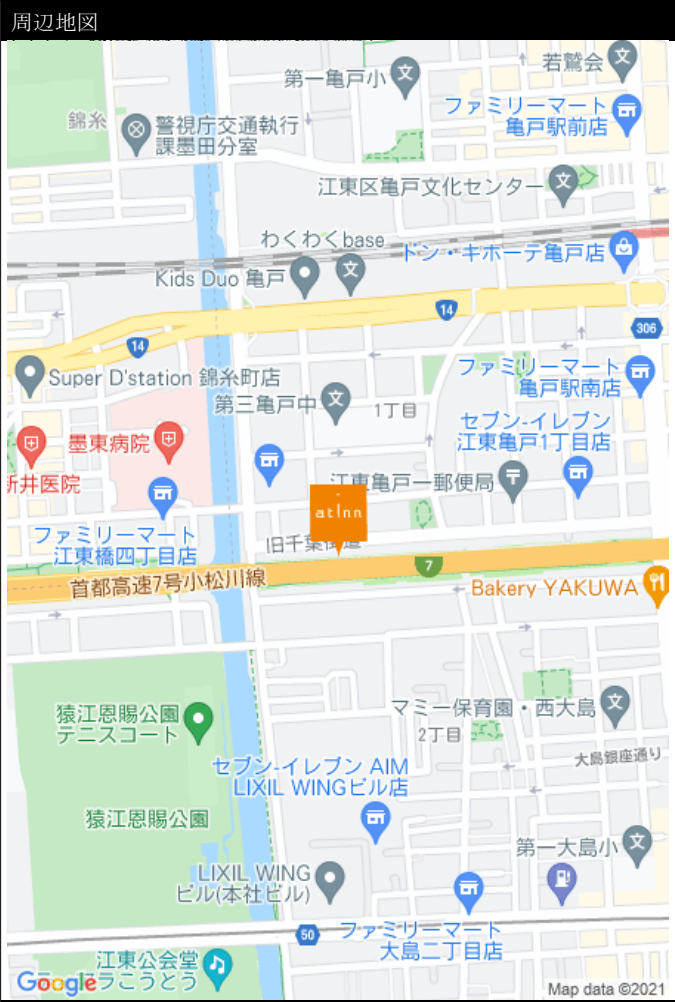 周辺地図
若鷲会
第一亀戸小
ファミリーマート
亀戸駅前店
錦糸
警視庁交通執行
課墨田分室
江東区亀戸文化センター
わくわくbase
ドン・キホーテ亀戸店
Kids Duo 亀戸
14
14
306
Super D'station 錦糸町店
ファミリーマート
亀戸駅南店
第三亀戸中
1丁目
セブン-イレブン
江東亀戸1丁目店
墨東病院
新井医院
江東亀戸一郵便局
at Inn
ファミリーマート
江東橋四丁目店
旧千葉街道
7
首都高速7号小松川線
Bakery YAKUWA
猿江恩賜公園
テニスコート
マミー保育園・西大島
2丁目
大島銀座通り
セブン-イレブン AIM
LIXIL WINGビル店
猿江恩賜公園
第一大島小
LIXIL WING
ビル(本社ビル)
50
ファミリーマート
大島二丁目店
江東公会堂
こうとう
Google
Map data ©2021